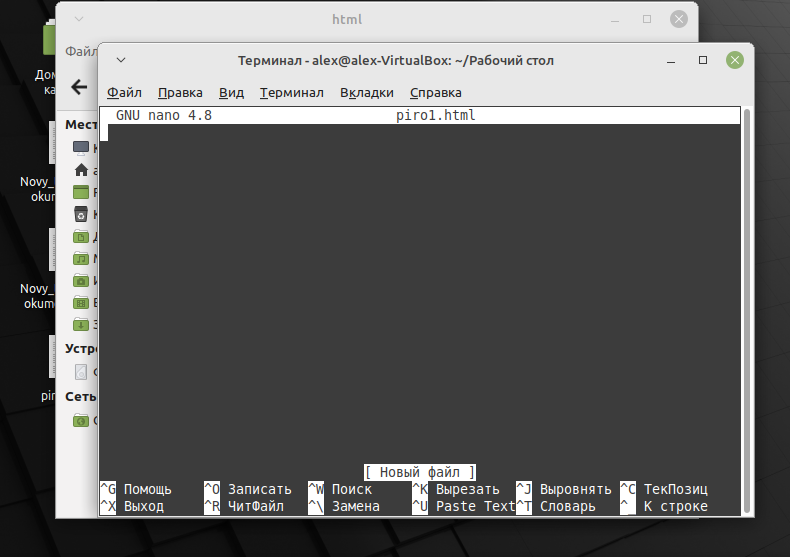 html
Файл
Терминал - alex@alex-VirtualBox: ~/Рабочий стол
Файл Правка Вид Терминал Вкладки Справка
GNU nano 4.8 piro1.html
Мест
Novy_
okum
Novy_
okum
Устр
Сеть
pir
[ Новый файл ]
^G Помощь ^O Записать ^W Поиск ^K Вырезать ^J Выровнять ^C ТекПозиц
^X Выход ^R ЧитФайл ^\ Замена ^U Paste Text ^T Словарь ^_ К строке